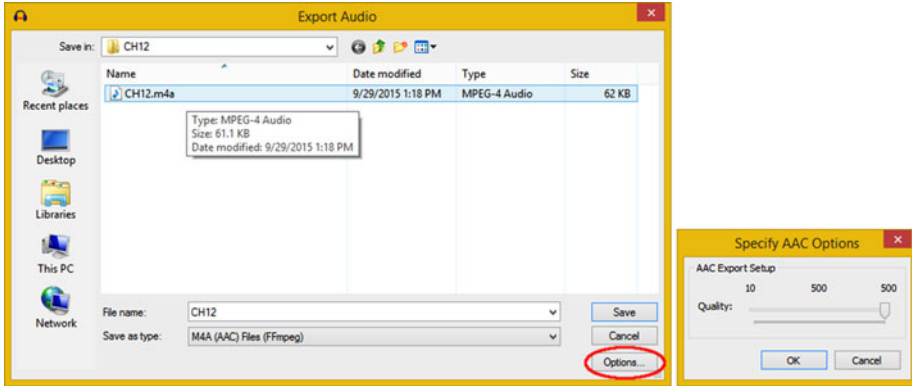 Export Audio
Save in: CH12
Name Date modified Type Size
CH12.m4a 9/29/2015 1:18 PM MPEG-4 Audio 62 KB
Type: MPEG-4 Audio
Size: 61.1 KB
Date modified: 9/29/2015 1:18 PM
Recent places
Desktop
Libraries
This PC
Network
File name: CH12 Save
Save as type: M4A (AAC) Files (FFmpeg) Cancel
Options...
Specify AAC Options
AAC Export Setup
10 500 500
Quality:
OK Cancel